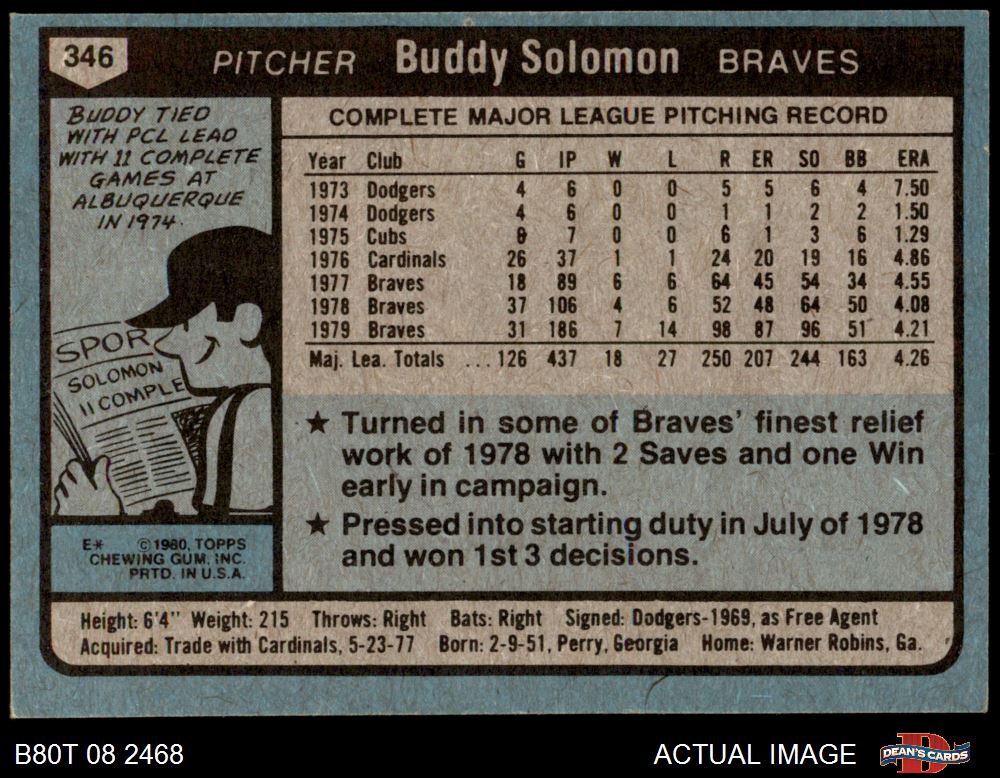 346 PITCHER Buddy Solomon BRAVES
BUDDY TIED
WITH PCL LEAD
WITH 11 COMPLETE
GAMES AT
ALBUQUERQUE
IN 1974.
SPOR
SOLOMON
11 COMPLE
E* © 1980, TOPPS
CHEWING GUM, INC.
PRTD. IN U.S.A.
COMPLETE MAJOR LEAGUE PITCHING RECORD
Year Club G IP W L R ER SO BB ERA
1973 Dodgers 4 6 0 0 5 5 6 4 7.50
1974 Dodgers 4 6 0 0 1 1 2 2 1.50
1975 Cubs 6 7 0 0 6 1 3 6 1.29
1976 Cardinals 26 37 1 1 24 20 19 16 4.86
1977 Braves 18 89 6 6 64 45 54 34 4.55
1978 Braves 37 106 4 6 52 48 64 50 4.08
1979 Braves 31 186 7 14 98 87 96 51 4.21
Maj. Lea. Totals ... 126 437 18 27 250 207 244 163 4.26
★ Turned in some of Braves' finest relief
work of 1978 with 2 Saves and one Win
early in campaign.
★ Pressed into starting duty in July of 1978
and won 1st 3 decisions.
Height: 6'4" Weight: 215 Throws: Right Bats: Right Signed: Dodgers-1969, as Free Agent
Acquired: Trade with Cardinals, 5-23-77 Born: 2-9-51, Perry, Georgia Home: Warner Robins, Ga.
B80T 08 2468 ACTUAL IMAGE DEAN'S CARDS